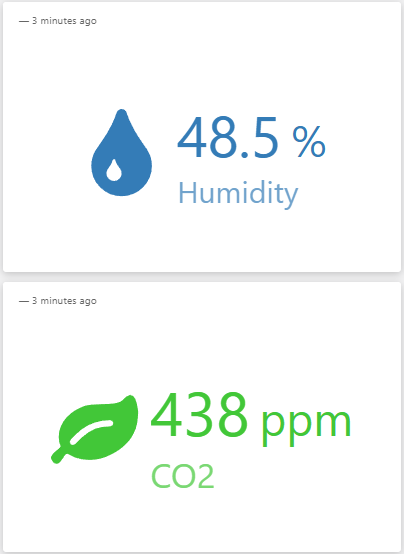 — 3 minutes ago
48.5 %
Humidity
— 3 minutes ago
438 ppm
CO2